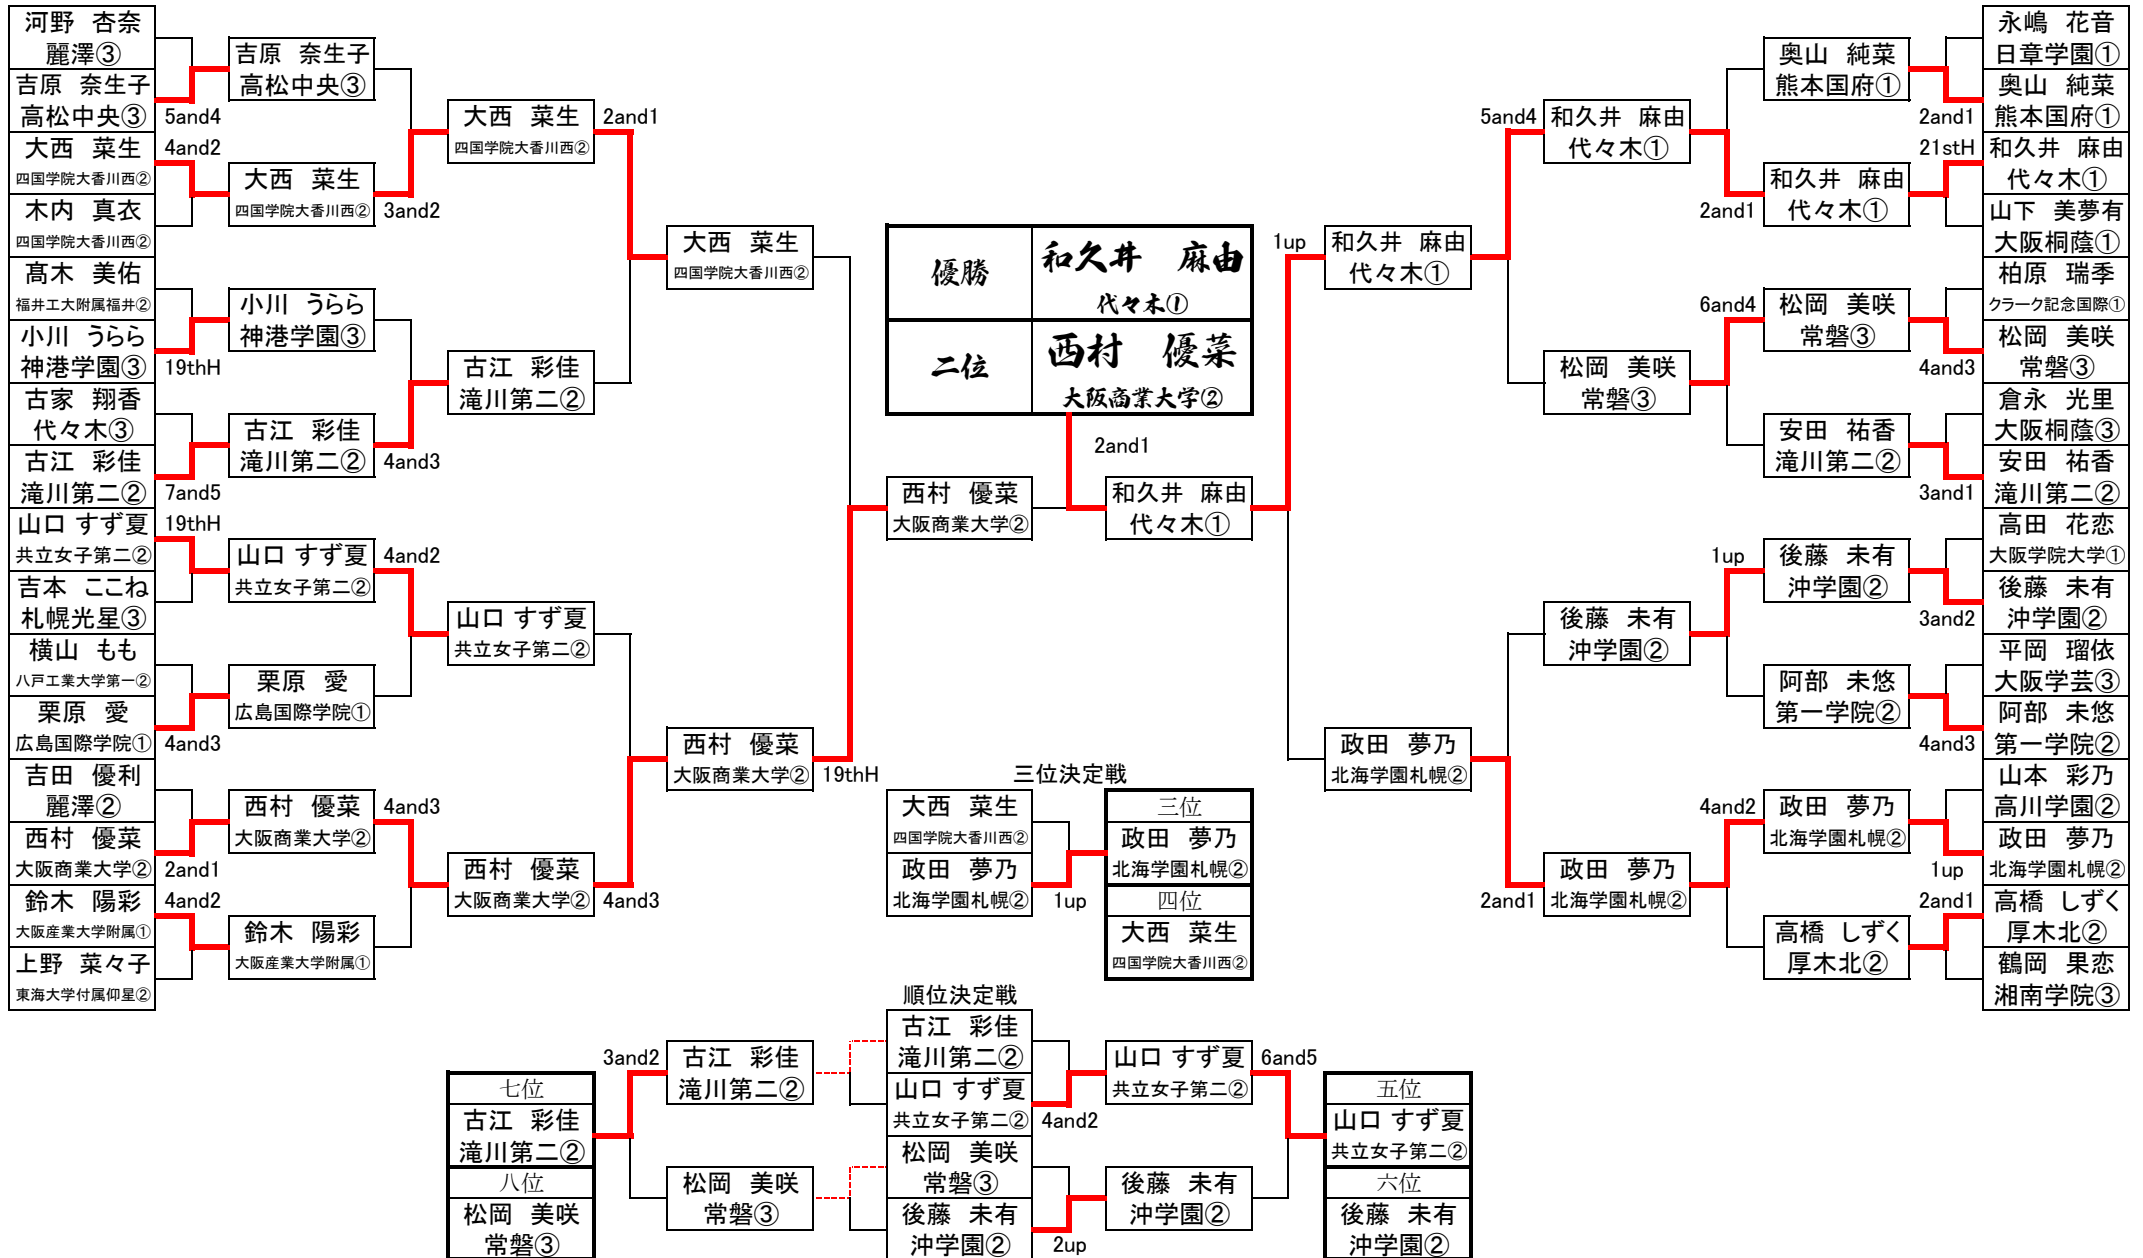 河野 杏奈
麗澤③
吉原 奈生子
高松中央③
大西 菜生
四国学院大香川西②
木内 真衣
四国学院大香川西②
髙木 美佑
福井工大附属福井②
小川 うらら
神港学園③
古家 翔香
代々木③
古江 彩佳
滝川第二②
山口 すず夏
共立女子第二②
吉本 ここね
札幌光星③
横山 もも
八戸工業大学第一②
栗原 愛
広島国際学院①
吉田 優利
麗澤②
西村 優菜
大阪商業大学②
鈴木 陽彩
大阪産業大学附属①
上野 菜々子
東海大学付属仰星②
5and4
4and2
19thH
7and5
19thH
4and3
2and1
4and2
吉原 奈生子
高松中央③
大西 菜生
四国学院大香川西②
小川 うらら
神港学園③
古江 彩佳
滝川第二②
山口 すず夏
共立女子第二②
栗原 愛
広島国際学院①
西村 優菜
大阪商業大学②
鈴木 陽彩
大阪産業大学附属①
3and2
4and3
4and2
4and3
大西 菜生
四国学院大香川西②
古江 彩佳
滝川第二②
山口 すず夏
共立女子第二②
西村 優菜
大阪商業大学②
2and1
4and3
大西 菜生
四国学院大香川西②
西村 優菜
大阪商業大学②
19thH
優勝
和久井 麻由
代々木①
二位
西村 優菜
大阪商業大学②
2and1
西村 優菜
大阪商業大学②
和久井 麻由
代々木①
1up
和久井 麻由
代々木①
政田 夢乃
北海学園札幌②
5and4
2and1
和久井 麻由
代々木①
松岡 美咲
常磐③
後藤 未有
沖学園②
政田 夢乃
北海学園札幌②
2and1
6and4
1up
4and2
奥山 純菜
熊本国府①
和久井 麻由
代々木①
松岡 美咲
常磐③
安田 祐香
滝川第二②
後藤 未有
沖学園②
阿部 未悠
第一学院②
政田 夢乃
北海学園札幌②
高橋 しずく
厚木北②
2and1
21stH
4and3
3and1
3and2
4and3
1up
2and1
永嶋 花音
日章学園①
奥山 純菜
熊本国府①
和久井 麻由
代々木①
山下 美夢有
大阪桐蔭①
柏原 瑞季
クラーク記念国際①
松岡 美咲
常磐③
倉永 光里
大阪桐蔭③
安田 祐香
滝川第二②
高田 花恋
大阪学院大学①
後藤 未有
沖学園②
平岡 瑠依
大阪学芸③
阿部 未悠
第一学院②
山本 彩乃
高川学園②
政田 夢乃
北海学園札幌②
高橋 しずく
厚木北②
鶴岡 果恋
湘南学院③
三位決定戦
大西 菜生
四国学院大香川西②
政田 夢乃
北海学園札幌②
1up
三位
政田 夢乃
北海学園札幌②
四位
大西 菜生
四国学院大香川西②
順位決定戦
古江 彩佳
滝川第二②
山口 すず夏
共立女子第二②
松岡 美咲
常磐③
後藤 未有
沖学園②
4and2
2up
山口 すず夏
共立女子第二②
後藤 未有
沖学園②
6and5
五位
山口 すず夏
共立女子第二②
六位
後藤 未有
沖学園②
古江 彩佳
滝川第二②
松岡 美咲
常磐③
3and2
七位
古江 彩佳
滝川第二②
八位
松岡 美咲
常磐③